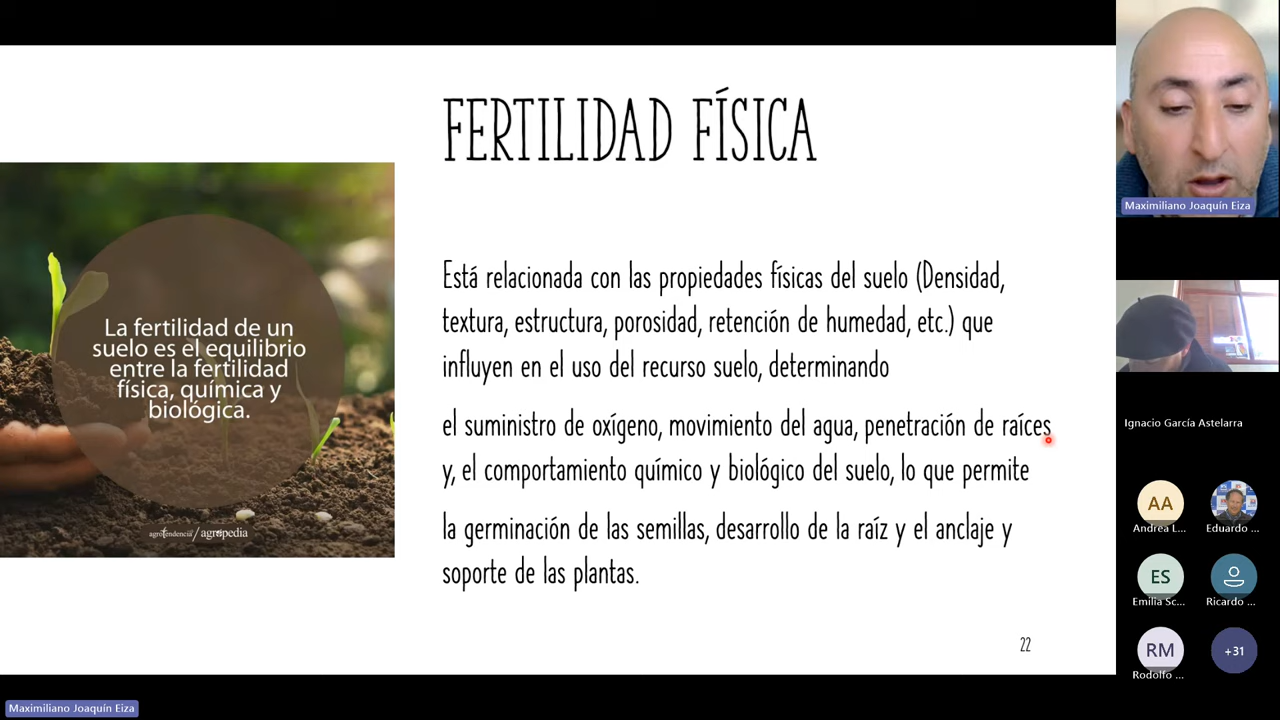 FERTILIDAD FÍSICA
La fertilidad de un
suelo es el equilibrio
entre la fertilidad
física, química y
biológica.
agrotendencia/agropedia
Está relacionada con las propiedades físicas del suelo (Densidad,
textura, estructura, porosidad, retención de humedad, etc.) que
influyen en el uso del recurso suelo, determinando
el suministro de oxígeno, movimiento del agua, penetración de raíces
y, el comportamiento químico y biológico del suelo, lo que permite
la germinación de las semillas, desarrollo de la raíz y el anclaje y
soporte de las plantas.
22
Maximiliano Joaquín Eiza
Ignacio García Astelarra
AA
Andrea L...
Eduardo ...
ES
Emilia Sc...
Ricardo ...
RM
Rodolfo ...
+31
Maximiliano Joaquín Eiza